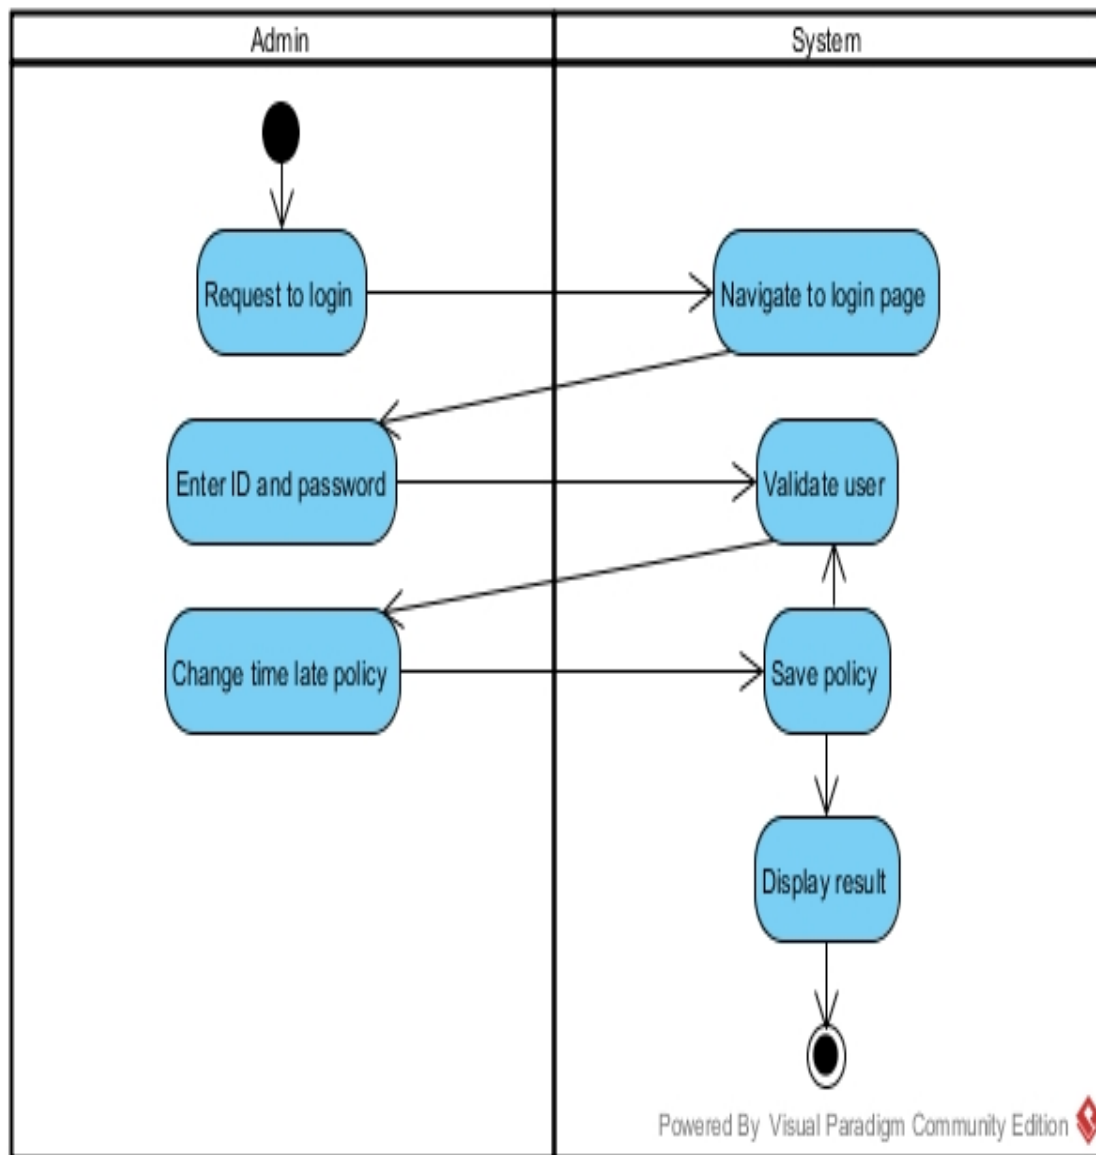 Admin
System
Request to login
Navigate to login page
Enter ID and password
Validate user
Change time late policy
Save policy
Display result
Powered By Visual Paradigm Community Edition